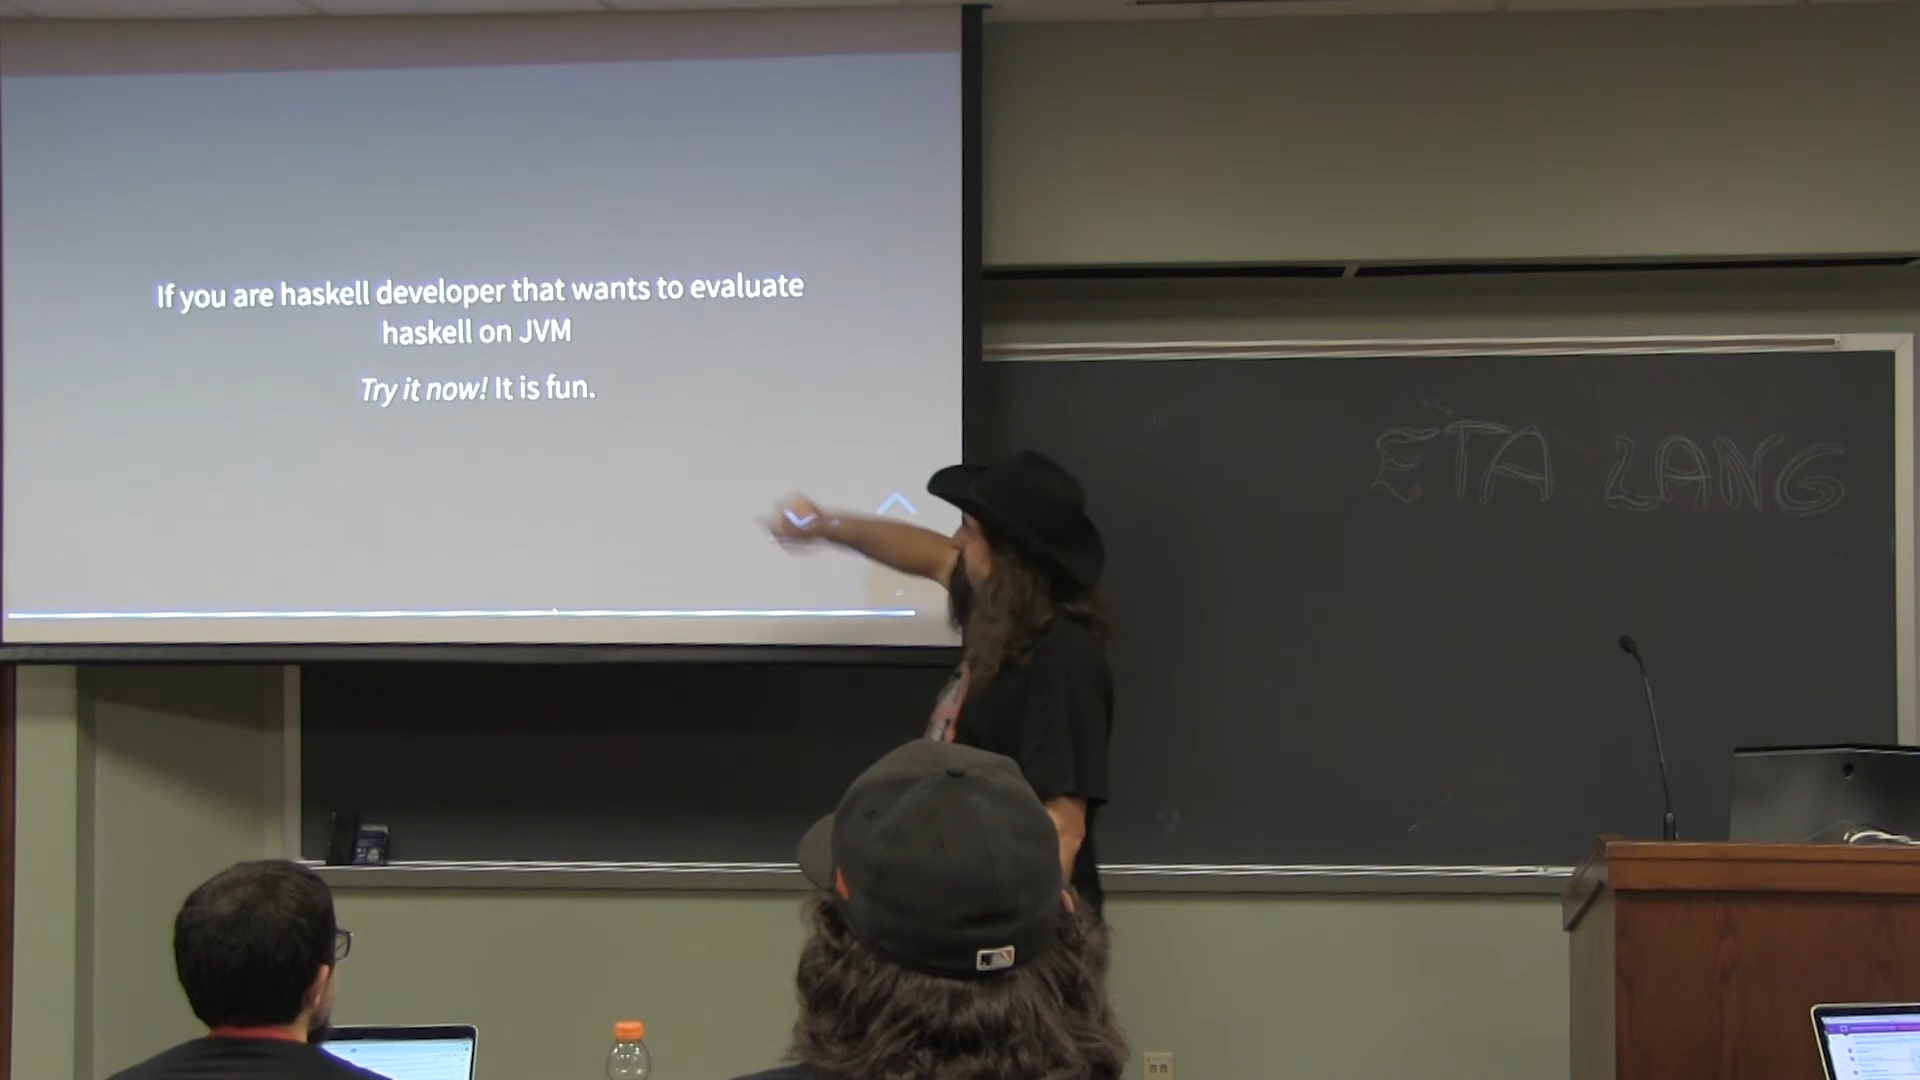 If you are haskell developer that wants to evaluate
haskell on JVM
Try it now! It is fun.
ETA LANG